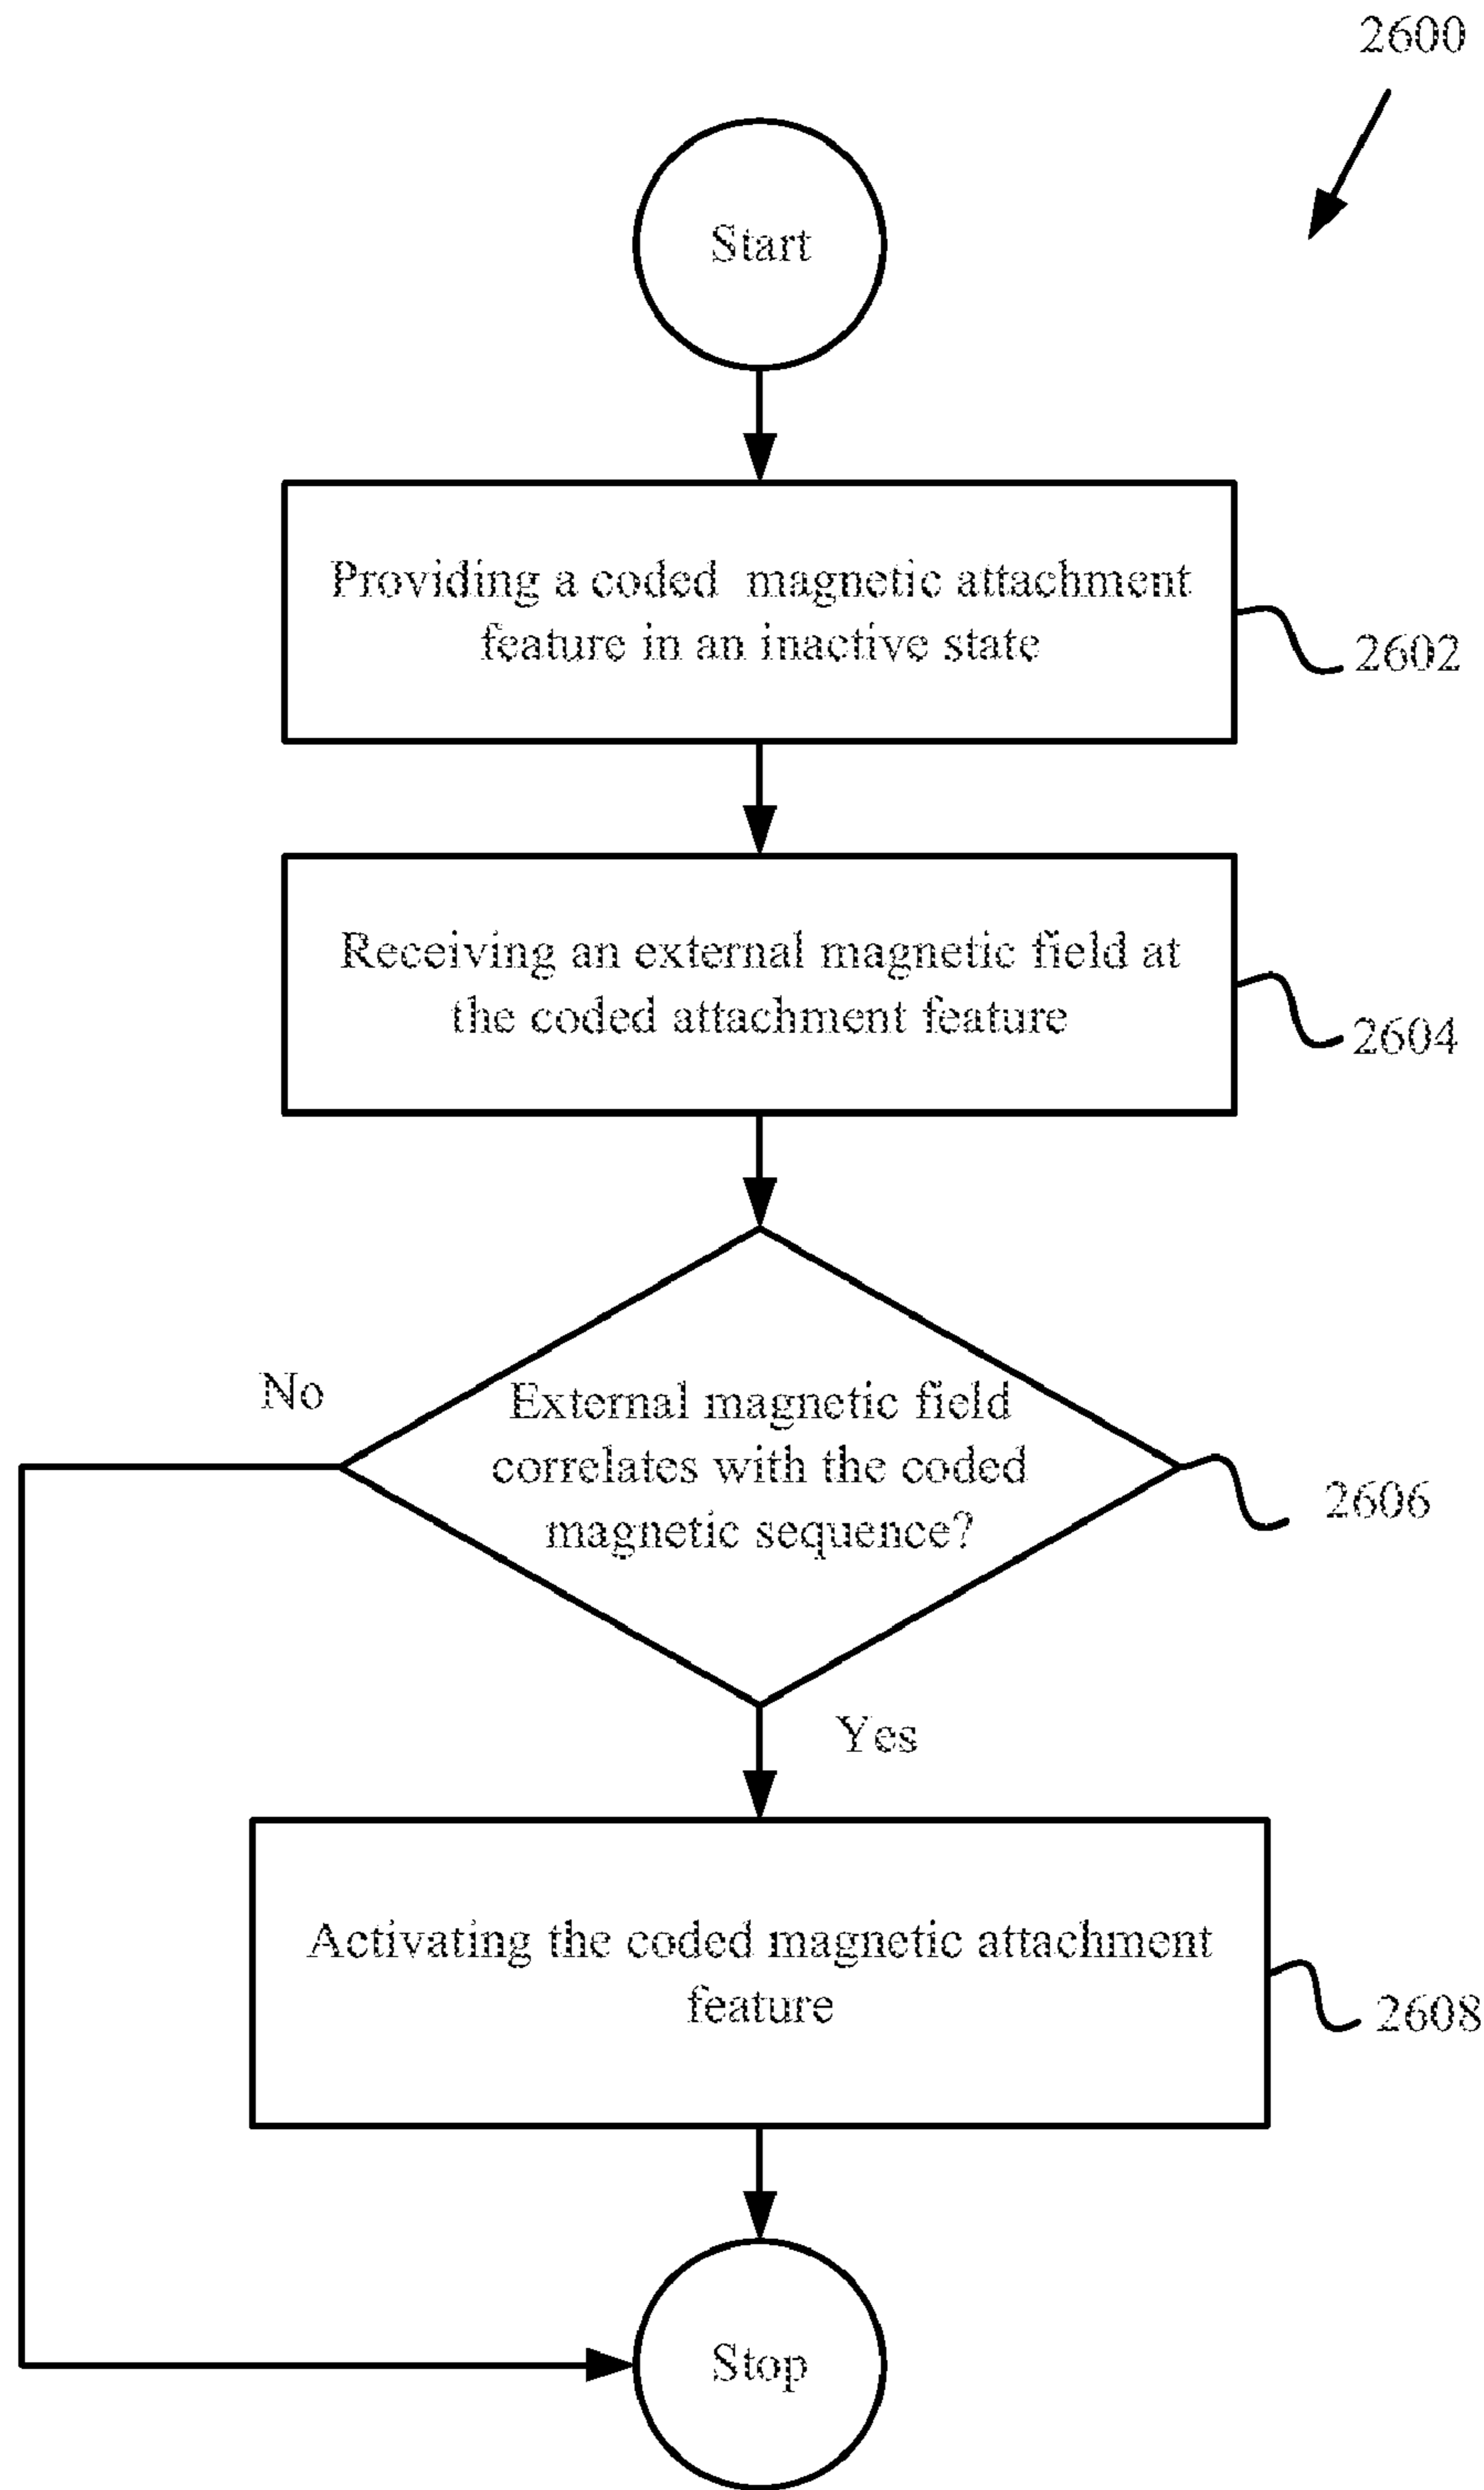 2600
Start
Providing a coded magnetic attachment
feature in an inactive state
2602
Receiving an external magnetic field at
the coded attachment feature
2604
No
External magnetic field
correlates with the coded
magnetic sequence?
2606
Yes
Activating the coded magnetic attachment
feature
2608
Stop